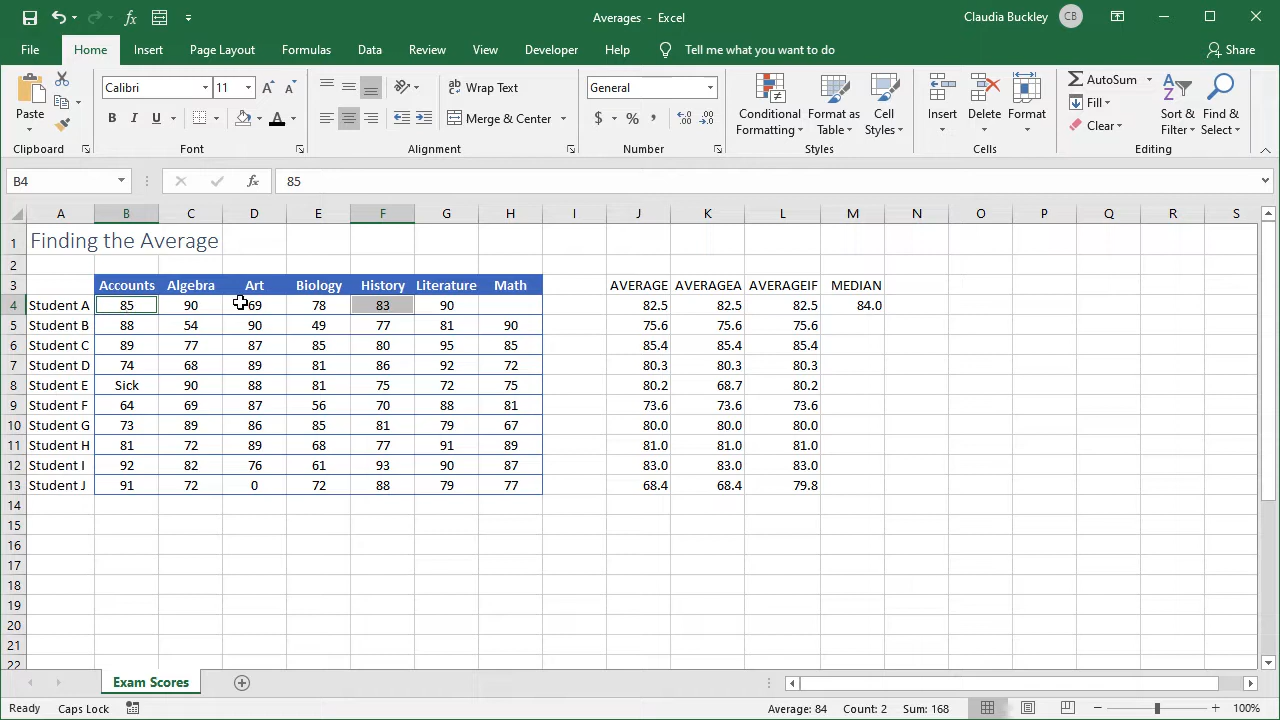 Averages - Excel
Claudia Buckley CB
File Home Insert Page Layout Formulas Data Review View Developer Help Tell me what you want to do Share
Paste
Clipboard
Calibri 11
B I U
Font
ab Wrap Text
Merge & Center
Alignment
General
$ % ,
Number
Conditional Formatting
Format as Table
Cell Styles
Styles
Insert Delete Format
Cells
AutoSum
Fill
Clear
Sort & Filter
Find & Select
Editing
B4 fx 85
A B C D E F G H I J K L M N O P Q R S
1 Finding the Average
2
3 Accounts Algebra Art Biology History Literature Math AVERAGE AVERAGEA AVERAGEIF MEDIAN
4 Student A 85 90 69 78 83 90 82.5 82.5 82.5 84.0
5 Student B 88 54 90 49 77 81 90 75.6 75.6 75.6
6 Student C 89 77 87 85 80 95 85 85.4 85.4 85.4
7 Student D 74 68 89 81 86 92 72 80.3 80.3 80.3
8 Student E Sick 90 88 81 75 72 75 80.2 68.7 80.2
9 Student F 64 69 87 56 70 88 81 73.6 73.6 73.6
10 Student G 73 89 86 85 81 79 67 80.0 80.0 80.0
11 Student H 81 72 89 68 77 91 89 81.0 81.0 81.0
12 Student I 92 82 76 61 93 90 87 83.0 83.0 83.0
13 Student J 91 72 0 72 88 79 77 68.4 68.4 79.8
14
15
16
17
18
19
20
21
22
Exam Scores
Ready Caps Lock Average: 84 Count: 2 Sum: 168 100%